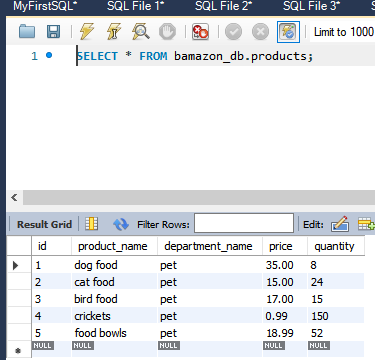 MyFirstSQL* SQL File 1* SQL File 2* SQL File 3*
Limit to 1000
1 SELECT * FROM bamazon_db.products;
Result Grid Filter Rows: Edit:
id product_name department_name price quantity
1 dog food pet 35.00 8
2 cat food pet 15.00 24
3 bird food pet 17.00 15
4 crickets pet 0.99 150
5 food bowls pet 18.99 52
NULL NULL NULL NULL NULL